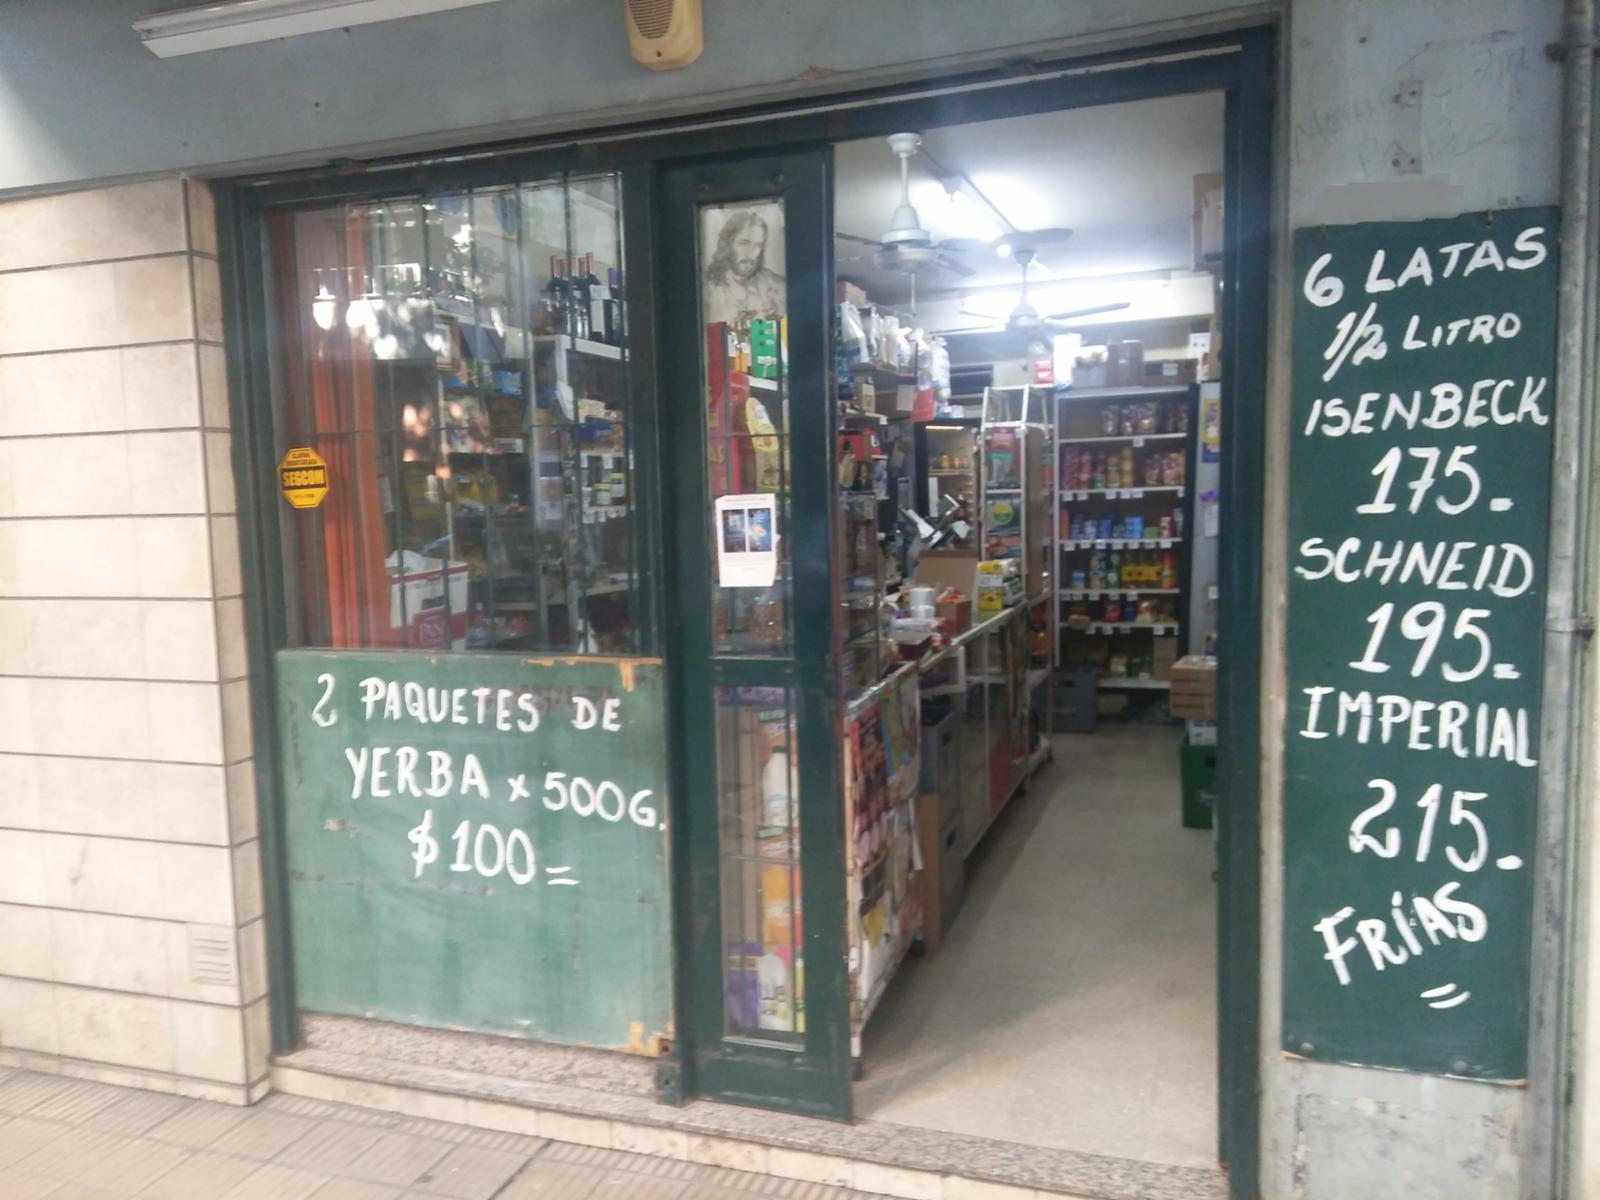 2 PAQUETES DE
YERBA x 500G.
$ 100=
SEGCOM
6 LATAS
1/2 LITRO
ISENBECK
175.
SCHNEID
195=
IMPERIAL
215.
FRÍAS